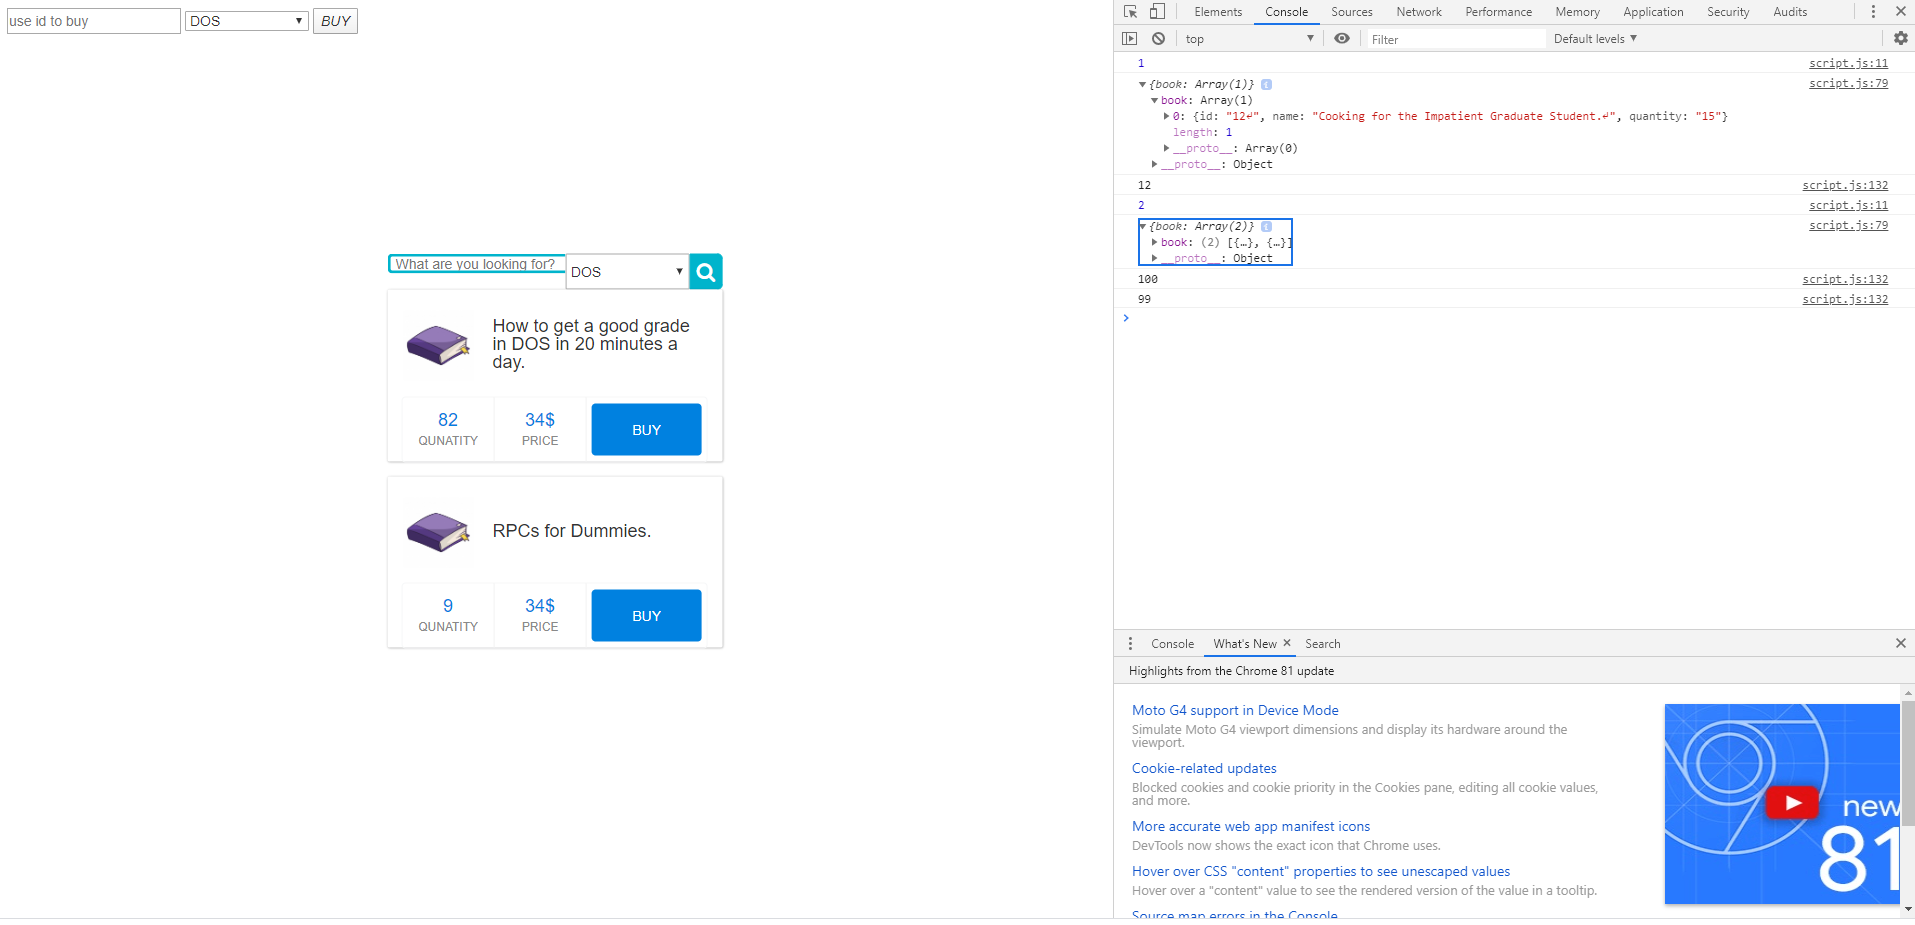 use id to buy DOS BUY
What are you looking for? DOS
How to get a good grade
in DOS in 20 minutes a
day.
82 34$ BUY
QUNATITY PRICE
RPCs for Dummies.
9 34$ BUY
QUNATITY PRICE
Elements Console Sources Network Performance Memory Application Security Audits
top Filter Default levels
1 script.js:11
{book: Array(1)} script.js:79
book: Array(1)
0: {id: "12↵", name: "Cooking for the Impatient Graduate Student.↵", quantity: "15"}
length: 1
__proto__: Array(0)
__proto__: Object
12 script.js:132
2 script.js:11
{book: Array(2)} script.js:79
book: (2) [{…}, {…}]
__proto__: Object
100 script.js:132
99 script.js:132
Console What's New Search
Highlights from the Chrome 81 update
Moto G4 support in Device Mode
Simulate Moto G4 viewport dimensions and display its hardware around the
viewport.
Cookie-related updates
Blocked cookies and cookie priority in the Cookies pane, editing all cookie values,
and more.
More accurate web app manifest icons
DevTools now shows the exact icon that Chrome uses.
Hover over CSS "content" properties to see unescaped values
Hover over a "content" value to see the rendered version of the value in a tooltip.
Source map errors in the Console
new
81